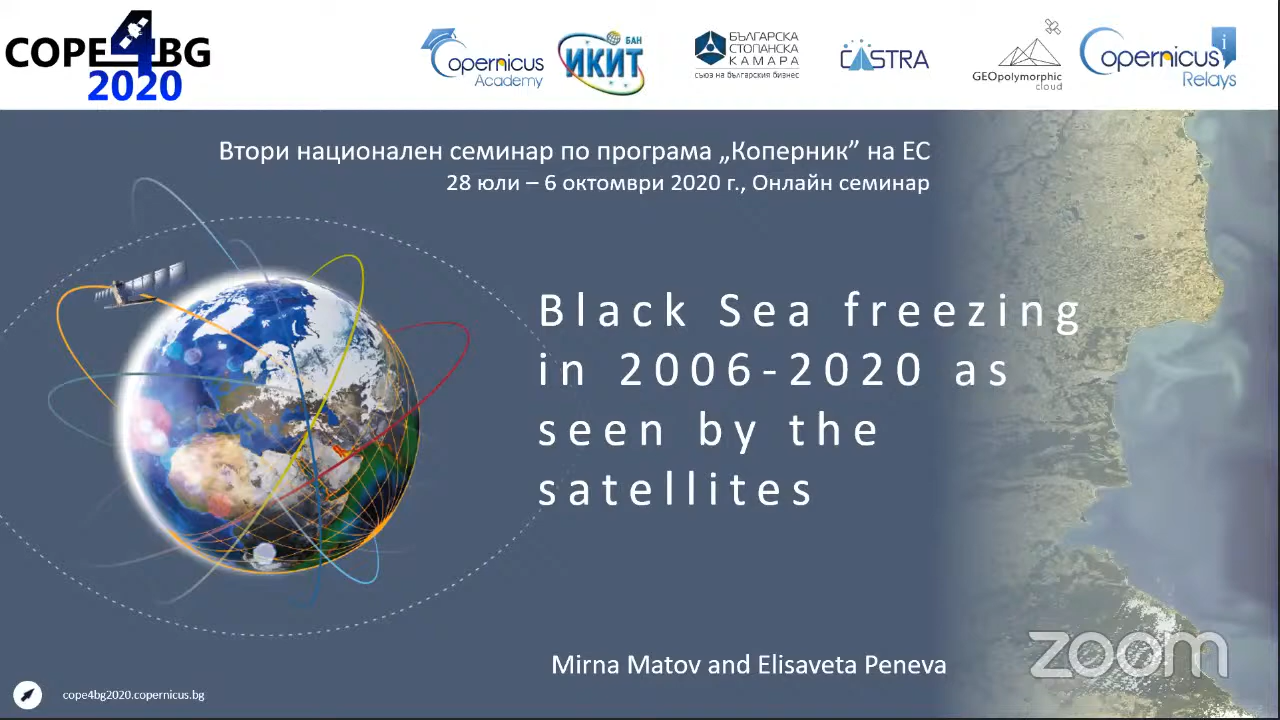 COPE4BG
2020
Copernicus
Academy
БАН
ИКИТ
БЪЛГАРСКА
СТОПАНСКА
КАМАРА
СЪЮЗ НА БЪЛГАРСКИЯ БИЗНЕС
CASTRA
GEOpolymorphic
cloud
Copernicus
Relays
Втори национален семинар по програма „Коперник” на ЕС
28 юли – 6 октомври 2020 г., Онлайн семинар
Black Sea freezing
in 2006-2020 as
seen by the
satellites
Mirna Matov and Elisaveta Peneva
zoom
cope4bg2020.copernicus.bg